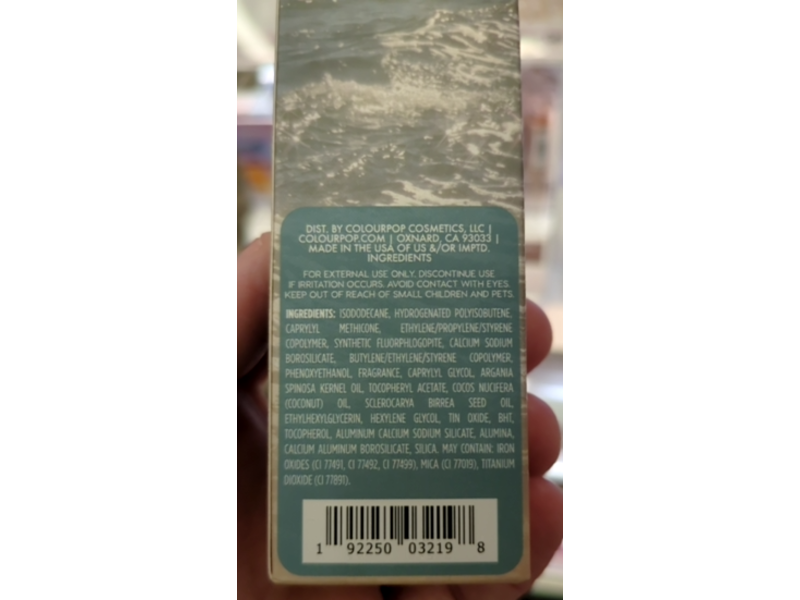 DIST. BY COLOURPOP COSMETICS, LLC |
COLOURPOP.COM | OXNARD, CA 93033 |
MADE IN THE USA OF US &/OR IMPTD.
INGREDIENTS
FOR EXTERNAL USE ONLY. DISCONTINUE USE
IF IRRITATION OCCURS. AVOID CONTACT WITH EYES.
KEEP OUT OF REACH OF SMALL CHILDREN AND PETS.
INGREDIENTS: ISODODECANE, HYDROGENATED POLYISOBUTENE,
CAPRYLYL METHICONE, ETHYLENE/PROPYLENE/STYRENE
COPOLYMER, SYNTHETIC FLUORPHLOGOPITE, CALCIUM SODIUM
BOROSILICATE, BUTYLENE/ETHYLENE/STYRENE COPOLYMER,
PHENOXYETHANOL, FRAGRANCE, CAPRYLYL GLYCOL, ARGANIA
SPINOSA KERNEL OIL, TOCOPHERYL ACETATE, COCOS NUCIFERA
(COCONUT) OIL, SCLEROCARYA BIRREA SEED OIL,
ETHYLHEXYLGLYCERIN, HEXYLENE GLYCOL, TIN OXIDE, BHT,
TOCOPHEROL, ALUMINUM CALCIUM SODIUM SILICATE, ALUMINA,
CALCIUM ALUMINUM BOROSILICATE, SILICA. MAY CONTAIN: IRON
OXIDES (CI 77491, CI 77492, CI 77499), MICA (CI 77019), TITANIUM
DIOXIDE (CI 77891).
1 92250 03219 8